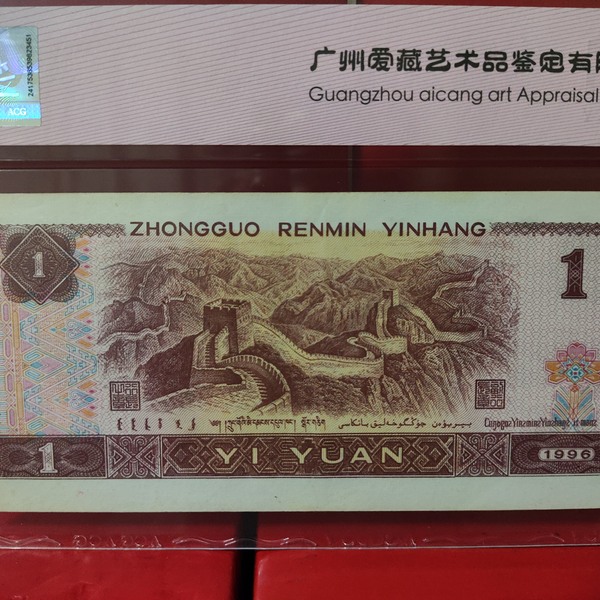 2417538539623451
ACG
广州爱藏艺术品鉴定有
Guangzhou aicang art Appraisal
ZHONGGUO RENMIN YINHANG
1
1
1
YI YUAN
1996